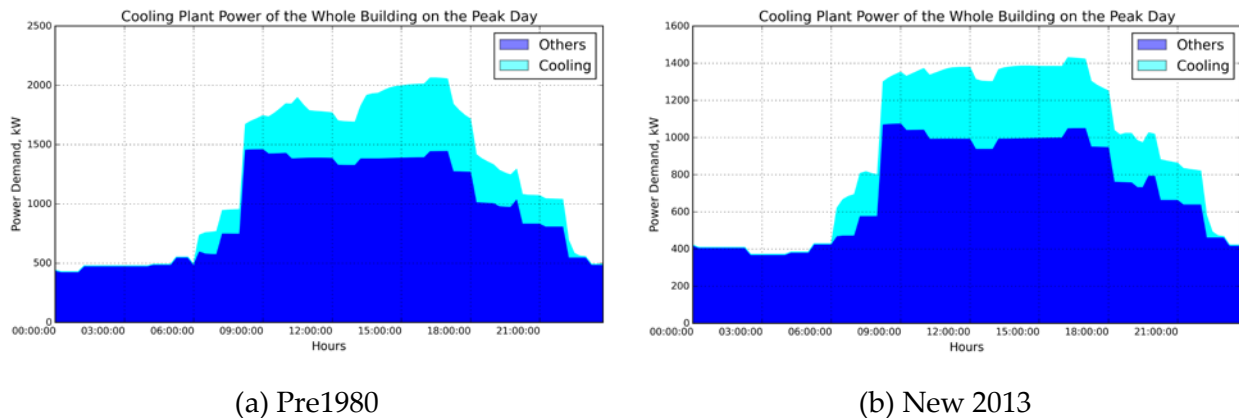 Cooling Plant Power of the Whole Building on the Peak Day
2500
2000
1500
1000
500
0
Power Demand, kW
Others
Cooling
00:00:00 03:00:00 06:00:00 09:00:00 12:00:00 15:00:00 18:00:00 21:00:00
Hours
(a) Pre1980
Cooling Plant Power of the Whole Building on the Peak Day
1600
1400
1200
1000
800
600
400
200
0
Power Demand, kW
Others
Cooling
00:00:00 03:00:00 06:00:00 09:00:00 12:00:00 15:00:00 18:00:00 21:00:00
Hours
(b) New 2013